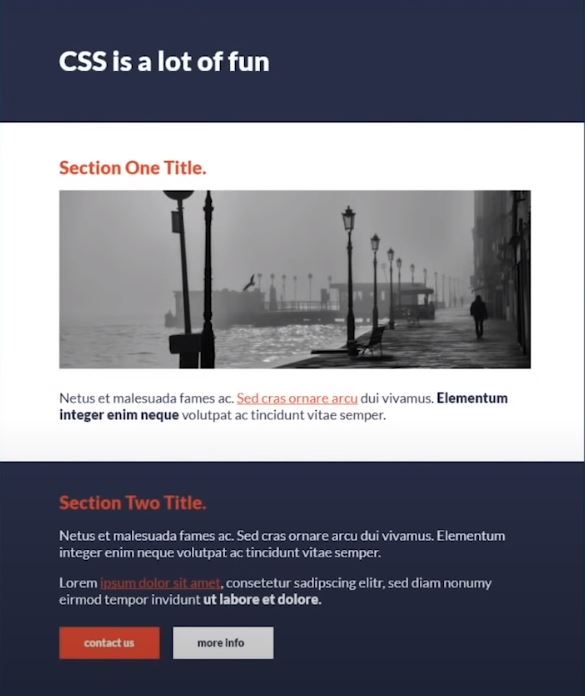 CSS is a lot of fun
Section One Title.
Netus et malesuada fames ac. Sed cras ornare arcu dui vivamus. Elementum
integer enim neque volutpat ac tincidunt vitae semper.
Section Two Title.
Netus et malesuada fames ac. Sed cras ornare arcu dui vivamus. Elementum
integer enim neque volutpat ac tincidunt vitae semper.
Lorem ipsum dolor sit amet, consetetur sadipscing elitr, sed diam nonumy
eirmod tempor invidunt ut labore et dolore.
contact us more info